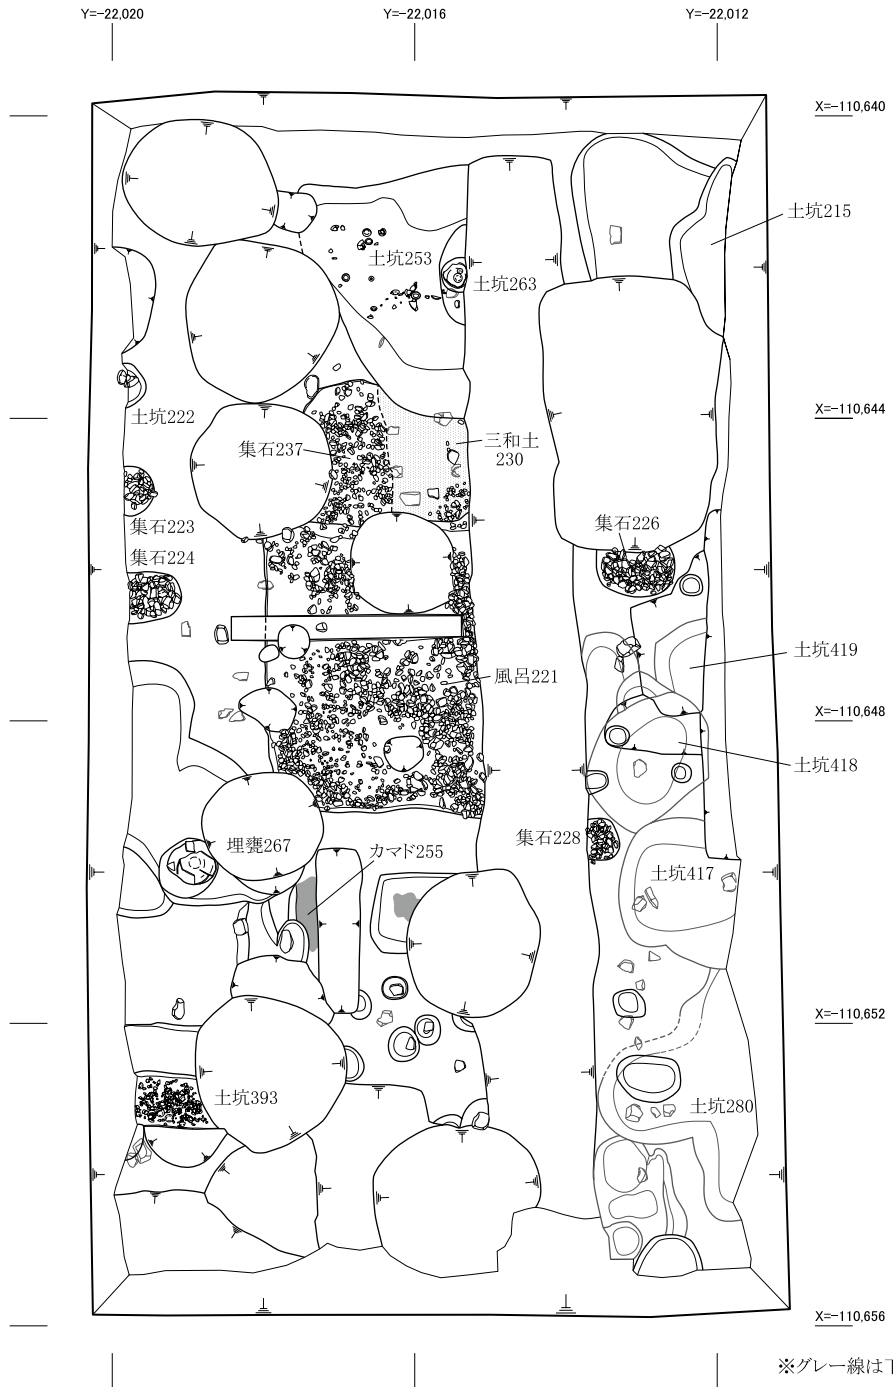 Y=-22,020
Y=-22,016
Y=-22,012
X=-110,640
土坑215
土坑253
土坑263
土坑222
X=-110,644
集石237
三和土
230
集石223
集石226
集石224
土坑419
風呂221
X=-110,648
土坑418
集石228
埋甕267
カマド255
土坑417
X=-110,652
土坑393
土坑280
X=-110,656
※グレー線は